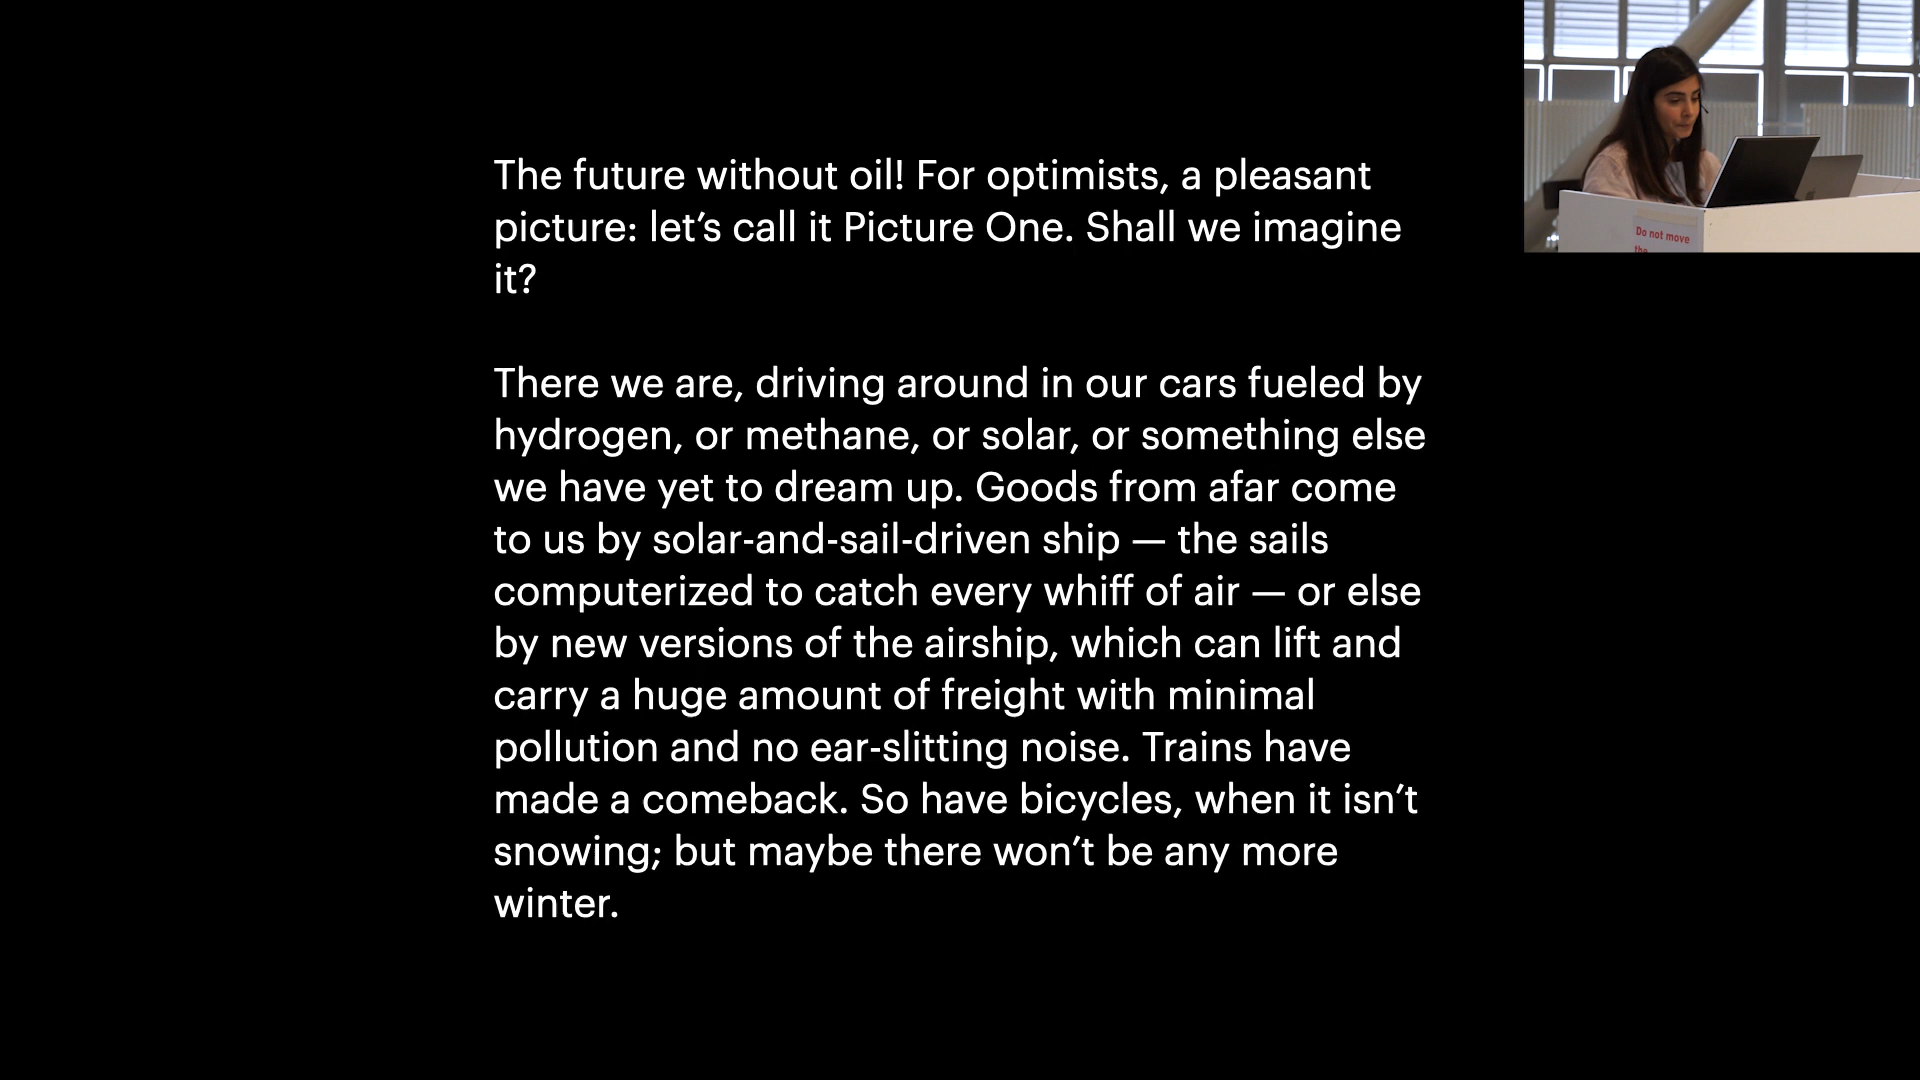 The future without oil! For optimists, a pleasant
picture: let’s call it Picture One. Shall we imagine
it?
There we are, driving around in our cars fueled by
hydrogen, or methane, or solar, or something else
we have yet to dream up. Goods from afar come
to us by solar-and-sail-driven ship — the sails
computerized to catch every whiff of air — or else
by new versions of the airship, which can lift and
carry a huge amount of freight with minimal
pollution and no ear-slitting noise. Trains have
made a comeback. So have bicycles, when it isn’t
snowing; but maybe there won’t be any more
winter.
Do not move
the